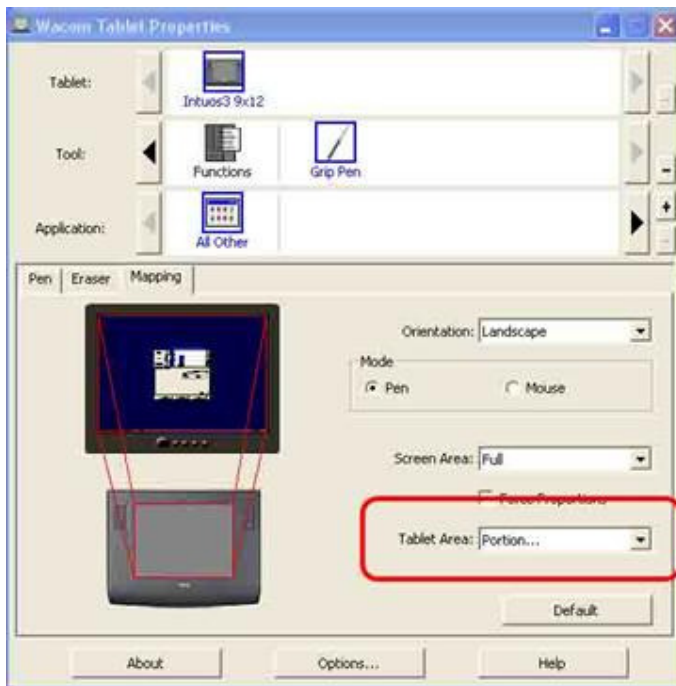 Wacom Tablet Properties
Tablet:
Intuos3 9x12
Tool:
Functions
Grip Pen
Application:
All Other
Pen
Eraser
Mapping
Orientation: Landscape
Mode
Pen
Mouse
Screen Area: Full
Force Proportions
Tablet Area: Portion...
Default
About
Options...
Help